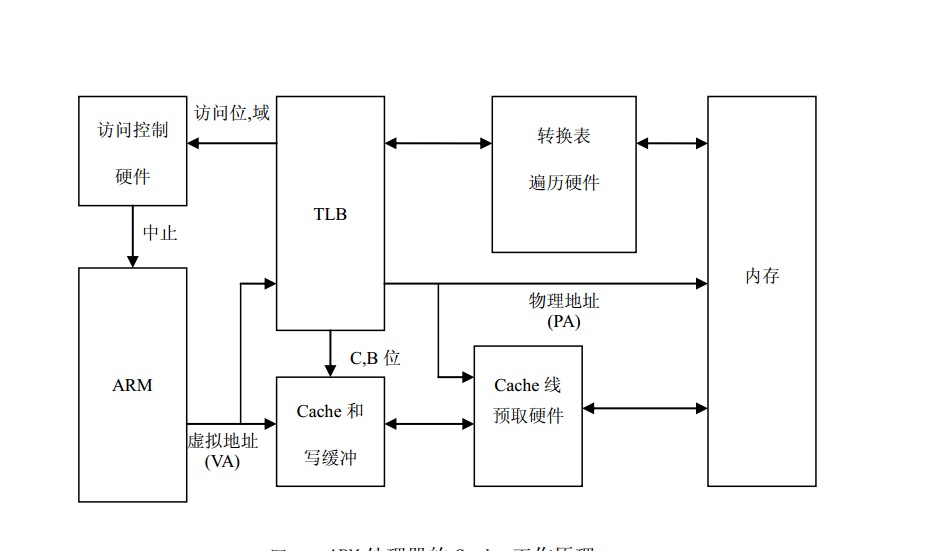 访问控制
硬件
访问位,域
TLB
转换表
遍历硬件
内存
中止
物理地址
(PA)
ARM
C,B 位
Cache 和
写缓冲
Cache 线
预取硬件
虚拟地址
(VA)